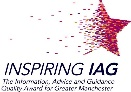 INSPIRING IAG
The Information, Advice and Guidance
Quality Award for Greater Manchester